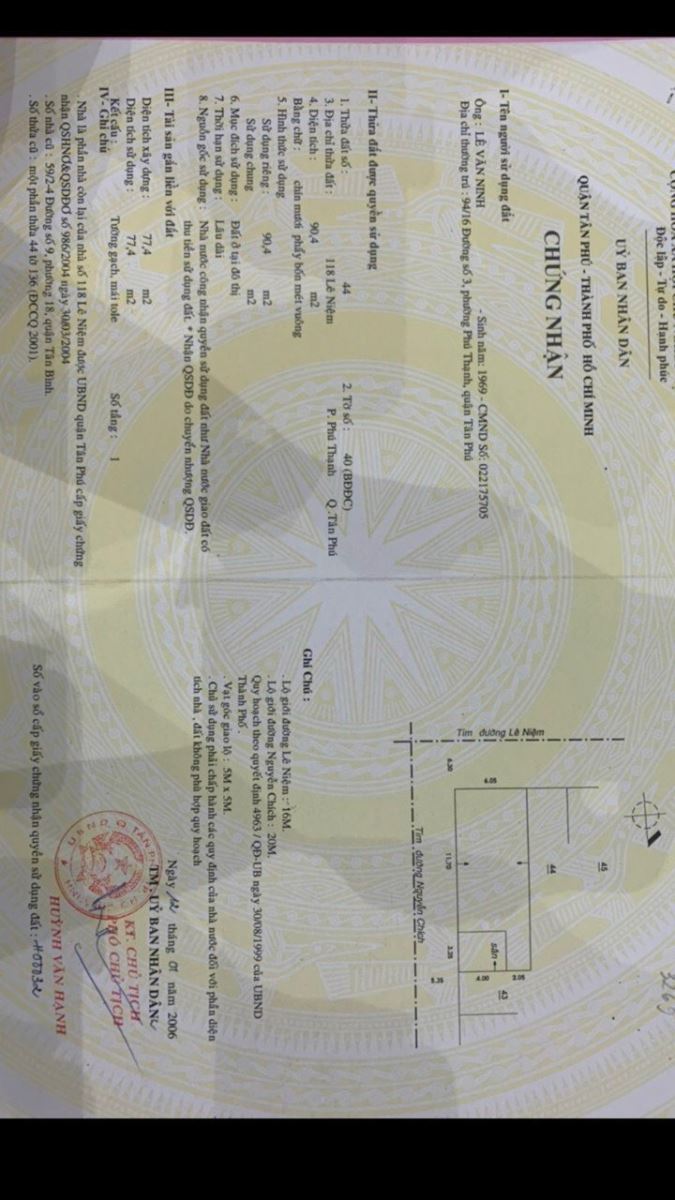 Độc lập - Tự do - Hạnh phúc
UỶ BAN NHÂN DÂN
QUẬN TÂN PHÚ - THÀNH PHỐ HỒ CHÍ MINH
CHỨNG NHẬN
I- Tên người sử dụng đất
Ông : LÊ VĂN NINH - Sinh năm: 1969 - CMND Số: 022175705
Địa chỉ thường trú : 94/16 Đường số 3, phường Phú Thạnh, quận Tân Phú
II- Thửa đất được quyền sử dụng
1. Thửa đất số : 44 2. Tờ số : 40 (BĐĐC)
3. Địa chỉ thửa đất : 118 Lê Niệm P. Phú Thạnh Q .Tân Phú
4. Diện tích : 90,4 m2
Bằng chữ : chín mươi phẩy bốn mét vuông
5. Hình thức sử dụng
Sử dụng riêng : 90,4 m2
Sử dụng chung m2
6. Mục đích sử dụng : Đất ở tại đô thị
7. Thời hạn sử dụng : Lâu dài
8. Nguồn gốc sử dụng : Nhà nước công nhận quyền sử dụng đất như Nhà nước giao đất có
thu tiền sử dụng đất. * Nhận QSDĐ do chuyển nhượng QSDĐ.
III- Tài sản gắn liền với đất
Diện tích xây dựng : 77,4 m2
Diện tích sử dụng : 77,4 m2
Kết cấu : Tường gạch, mái tole Số tầng : 1
IV- Ghi chú
. Nhà là phần nhà còn lại của nhà số 118 Lê Niệm được UBND quận Tân Phú cấp giấy chứng
nhận QSHNƠ&QSDĐƠ số 986/2004 ngày 30/03/2004
. Số nhà cũ : 59/2-4 Đường số 9, phường 18, quận Tân Bình.
. Số thửa cũ : một phần thửa 44 tờ 136 (ĐCCQ 2001).
45
44
Tim đường Lê Niệm
6.05
sân
43
4.00
2.05
6.30
11.70
3.25
8.35
Tim đường Nguyễn Chích
Ghi Chú :
. Lộ giới đường Lê Niệm : 16M.
. Lộ giới đường Nguyễn Chích : 20M.
Quy hoạch theo quyết định 4963 / QĐ-UB ngày 30/08/1999 của UBND
Thành Phố .
. Vạt góc giao lộ : 5M x 5M.
. Chủ sử dụng phải chấp hành các quy định của nhà nước đối với phần diện
tích nhà , đất không phù hợp quy hoạch
Ngày tháng 01 năm 2006
TM . UỶ BAN NHÂN DÂN
KT. CHỦ TỊCH
PHÓ CHỦ TỊCH
U.B.N.D Q TÂN PHÚ
HUỲNH VĂN HẠNH
Số vào sổ cấp giấy chứng nhận quyền sử dụng đất :